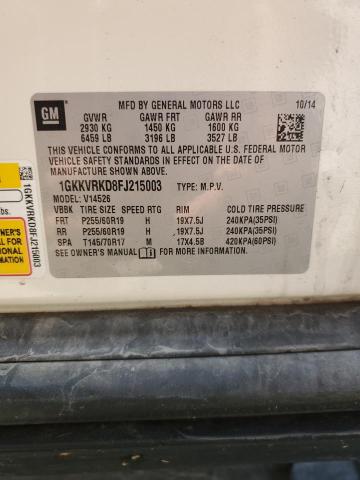 GM
MFD BY GENERAL MOTORS LLC 10/14
GVWR GAWR FRT GAWR RR
2930 KG 1450 KG 1600 KG
6459 LB 3196 LB 3527 LB
THIS VEHICLE CONFORMS TO ALL APPLICABLE U.S. FEDERAL MOTOR
VEHICLE SAFETY STANDARDS IN EFFECT ON THE DATE OF
MANUFACTURE SHOWN ABOVE.
1GKKVRKD8FJ215003 TYPE: M.P.V.
MODEL: V14526
VBBK TIRE SIZE SPEED RTG RIM COLD TIRE PRESSURE
FRT P255/60R19 H 19X7.5J 240KPA(35PSI)
RR P255/60R19 H 19X7.5J 240KPA(35PSI)
SPA T145/70R17 M 17X4.5B 420KPA(60PSI)
SEE OWNER'S MANUAL FOR MORE INFORMATION.
1GKKVRKD8FJ215003
lbs.
ONAL
MATION